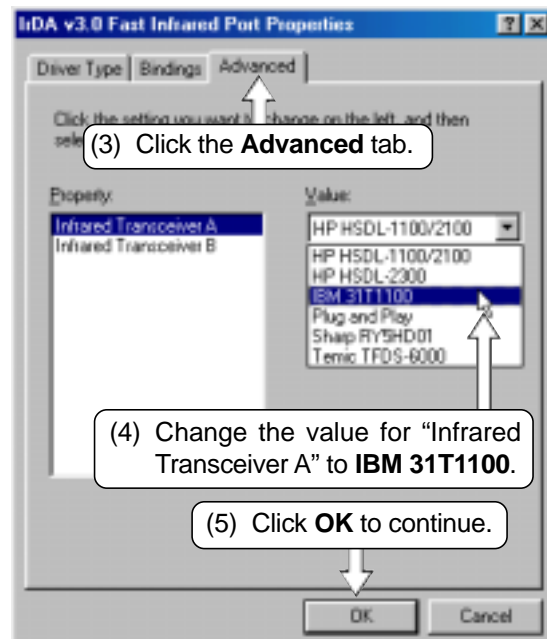 IrDA v3.0 Fast Infrared Port Properties
Driver Type Bindings Advanced
Click the setting you want to change on the left, and then
(3) Click the Advanced tab.
Property: Value:
Infrared Transceiver A HP HSDL-1100/2100
Infrared Transceiver B HP HSDL-1100/2100
HP HSDL-2300
IBM 31T1100
Plug and Play
Sharp RY5HD01
Temic TFDS-6000
(4) Change the value for “Infrared
Transceiver A” to IBM 31T1100.
(5) Click OK to continue.
OK Cancel